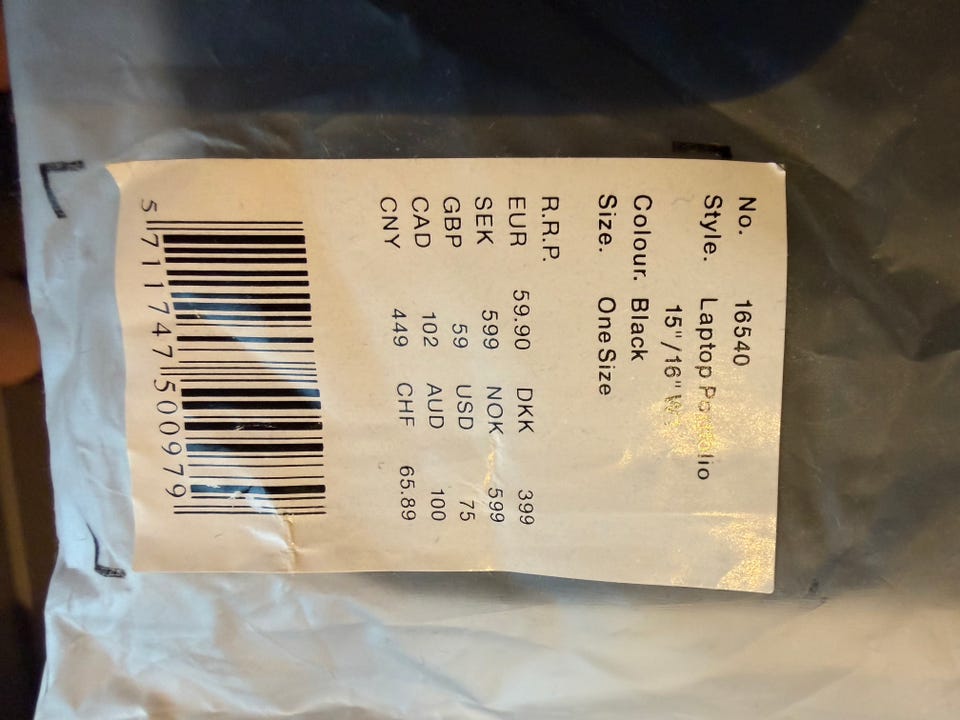 No. 16540
Style. Laptop Portfolio
15"/16"
Colour. Black
Size. One Size
R.R.P.
EUR 59.90 DKK 399
SEK 599 NOK 599
GBP 59 USD 75
CAD 102 AUD 100
CNY 449 CHF 65.89
5 711747 500979